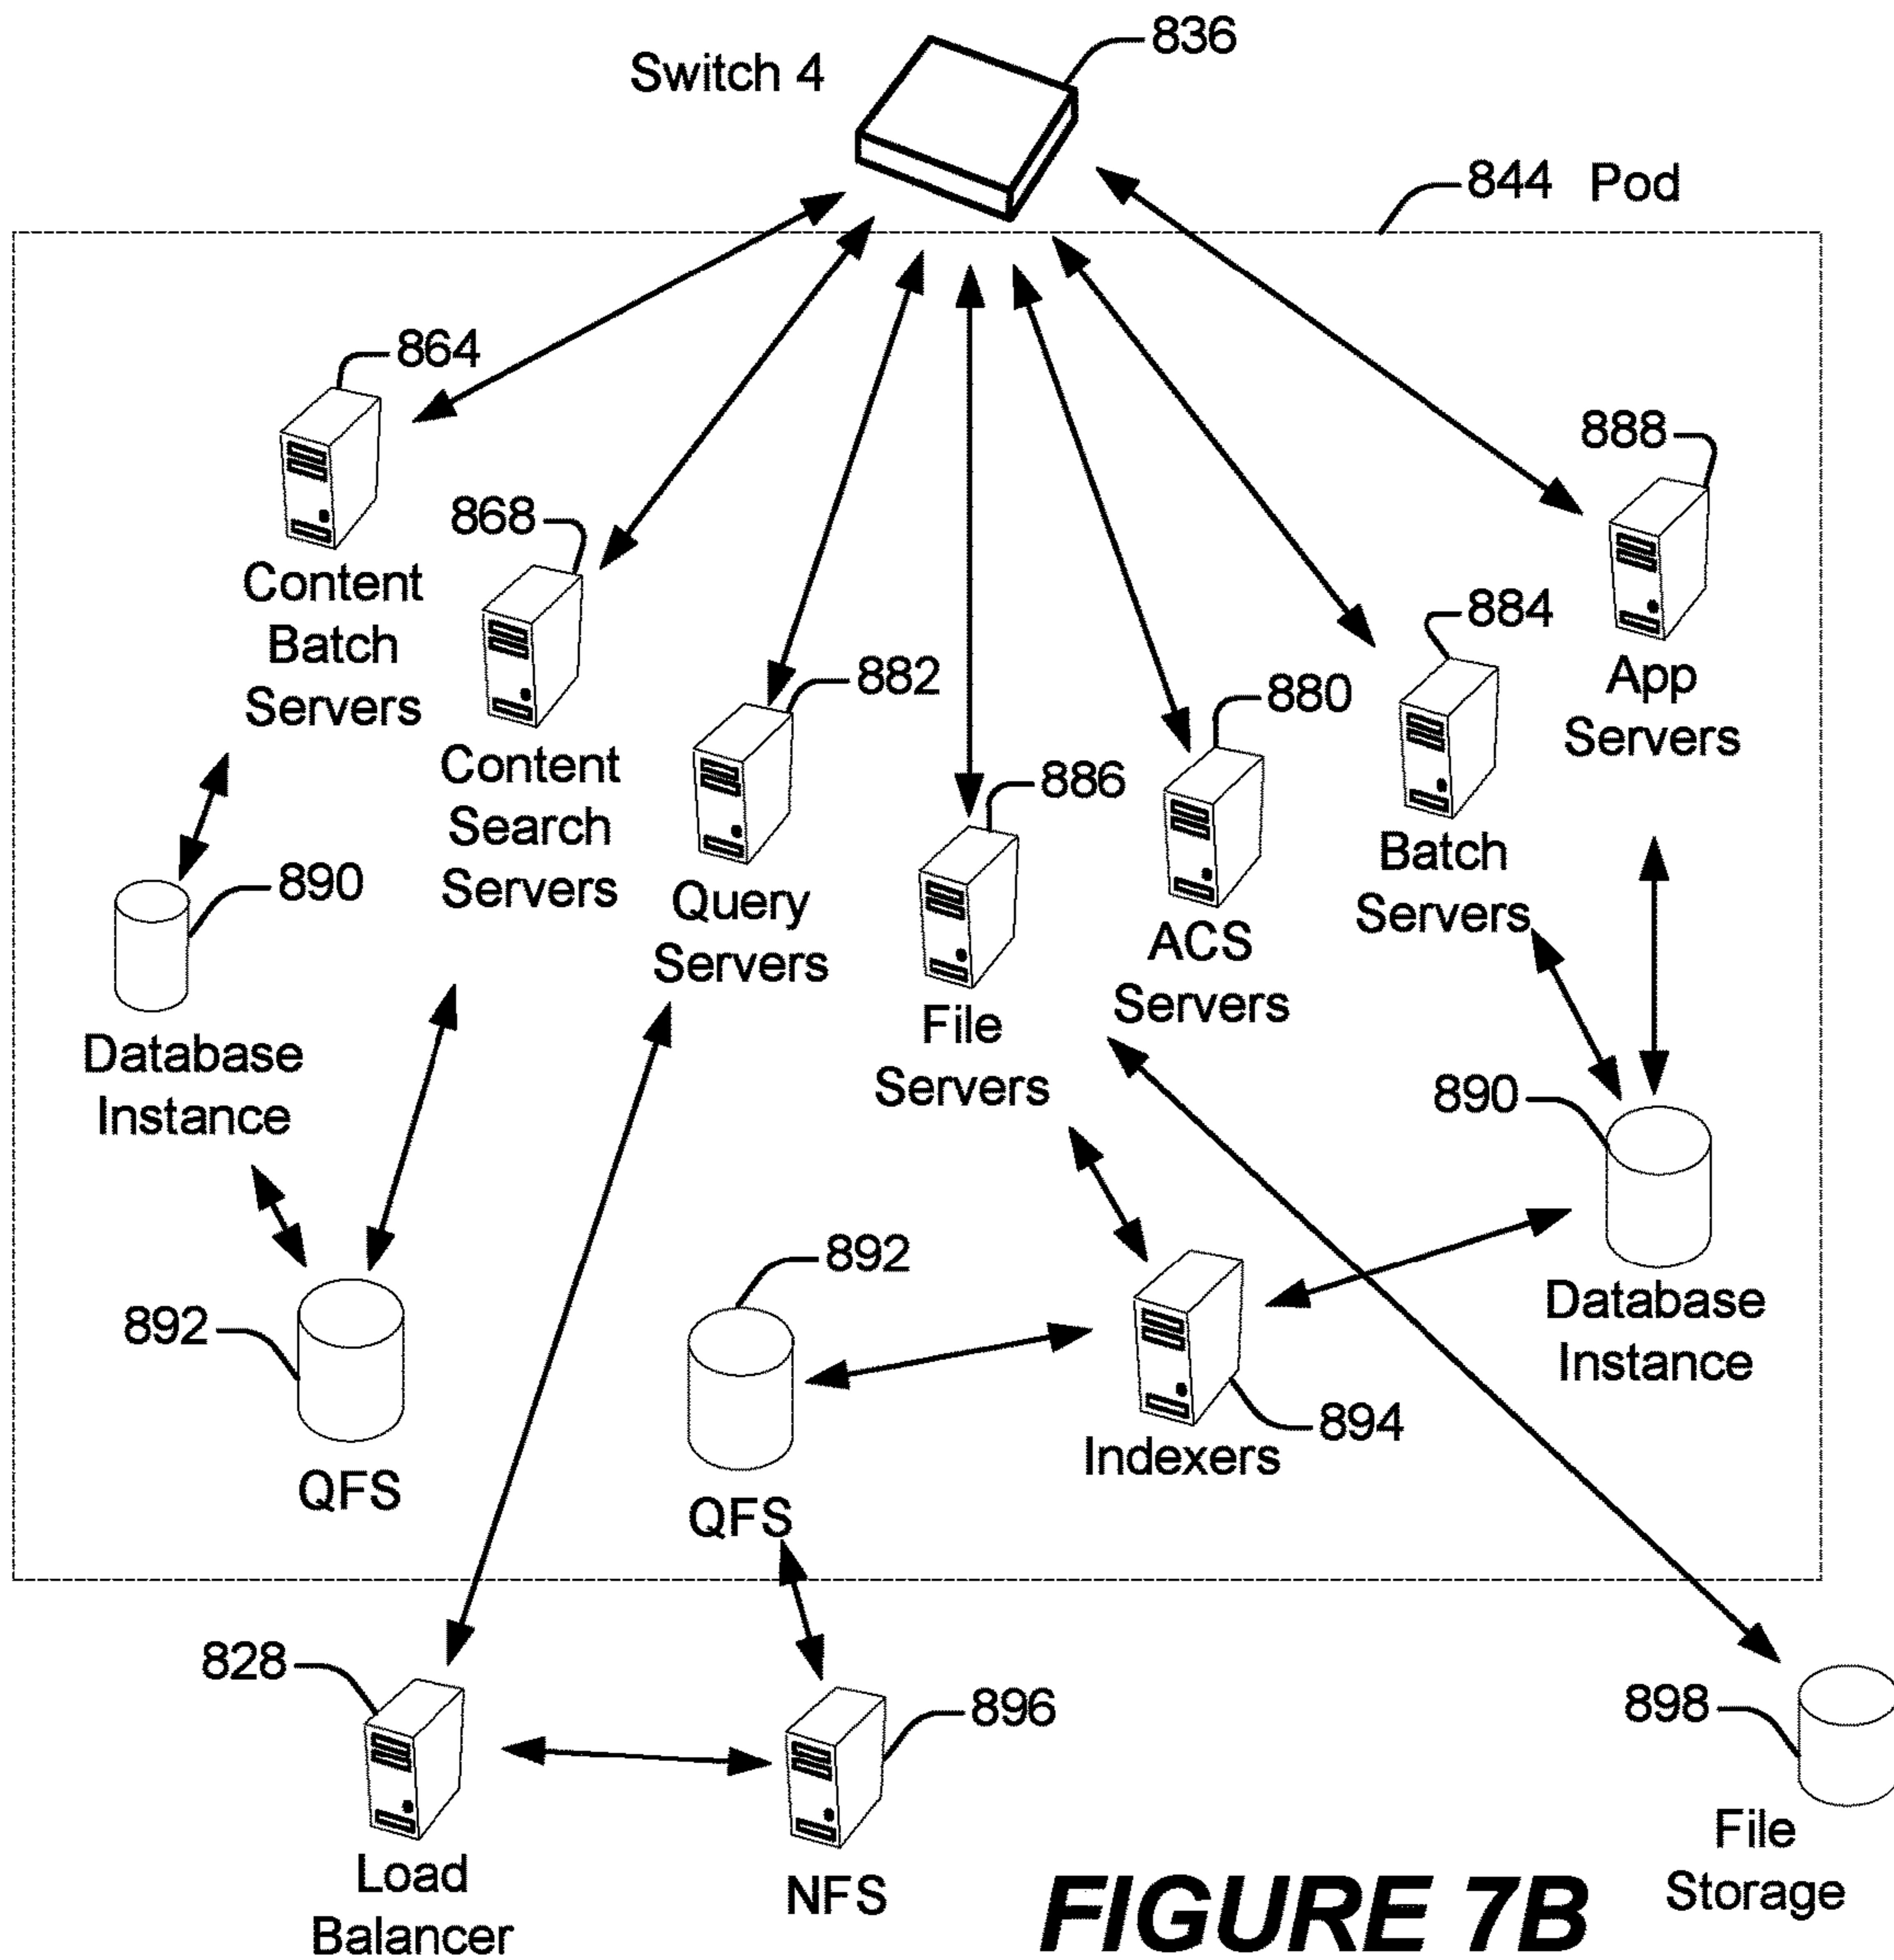 836
Switch 4
844 Pod
864
888
868
884
Content
Batch
Servers
882
880
App
Servers
Content
Search
Servers
886
Batch
Servers
890
Query
Servers
ACS
Servers
File
Servers
Database
Instance
890
892
892
Database
Instance
894
Indexers
QFS
QFS
828
896
898
Load
Balancer
NFS
File
Storage
FIGURE 7B